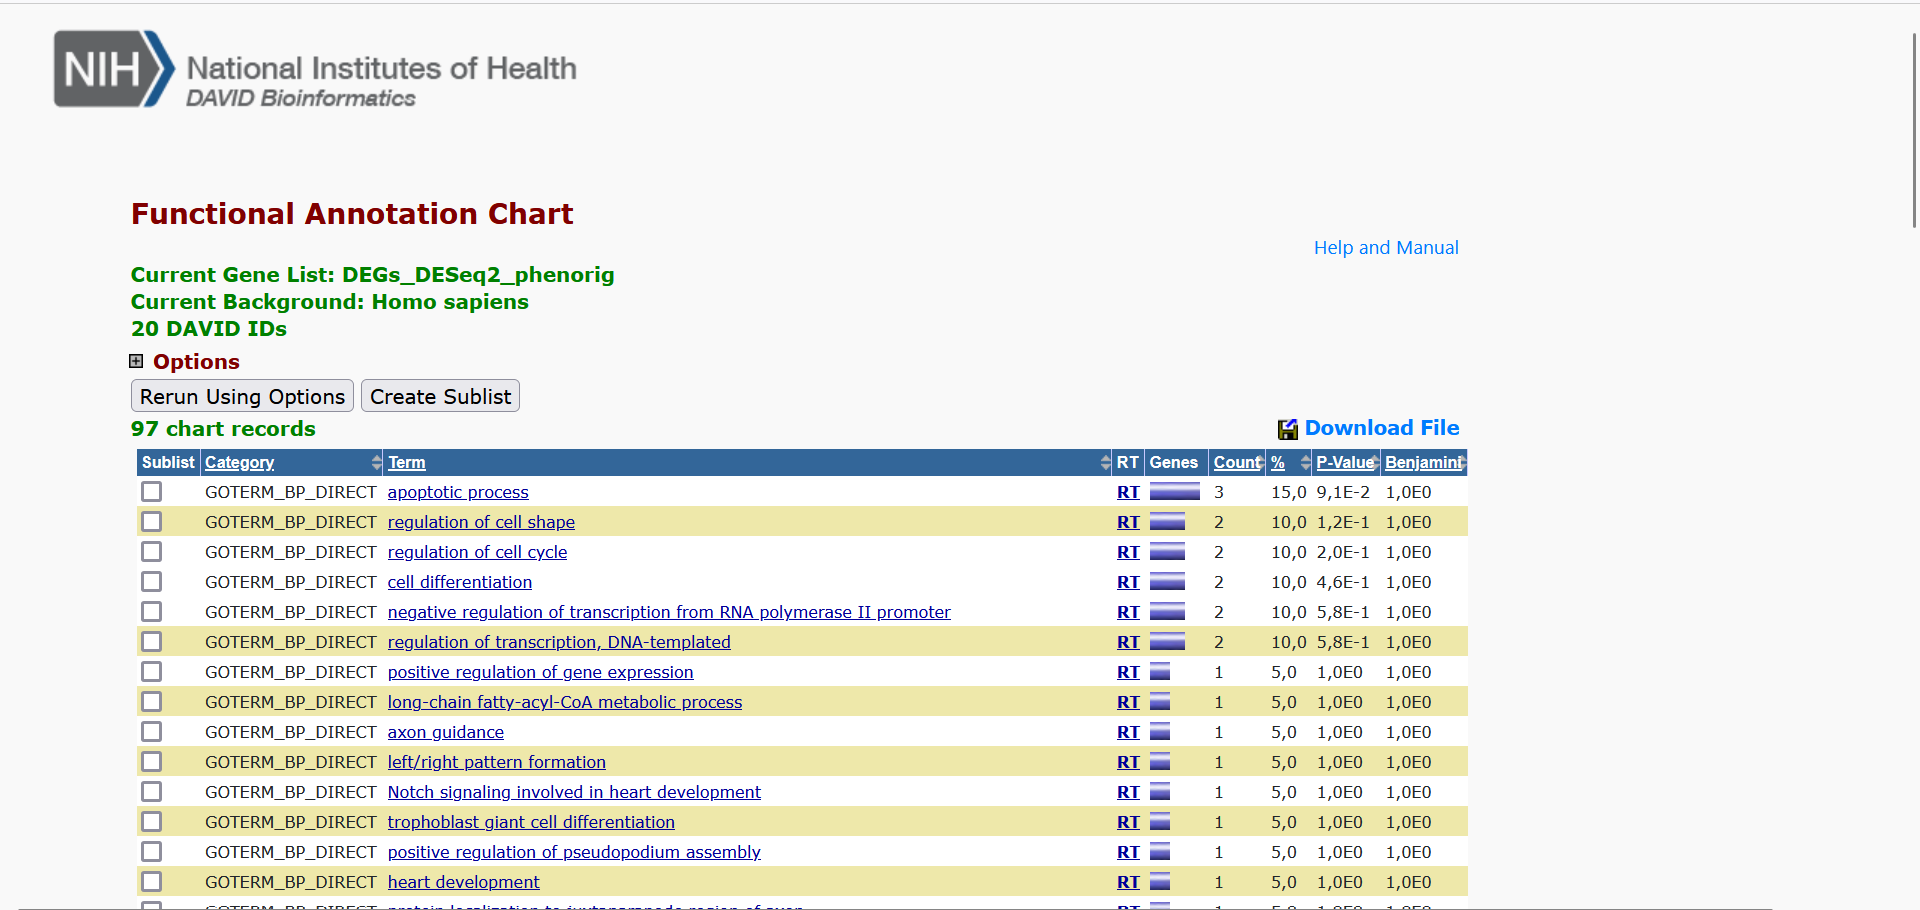 NIH National Institutes of Health
DAVID Bioinformatics
Functional Annotation Chart
Help and Manual
Current Gene List: DEGs_DESeq2_phenorig
Current Background: Homo sapiens
20 DAVID IDs
Options
Rerun Using Options Create Sublist
97 chart records Download File
Sublist Category Term RT Genes Count % P-Value Benjamini
GOTERM_BP_DIRECT apoptotic process RT 3 15,0 9,1E-2 1,0E0
GOTERM_BP_DIRECT regulation of cell shape RT 2 10,0 1,2E-1 1,0E0
GOTERM_BP_DIRECT regulation of cell cycle RT 2 10,0 2,0E-1 1,0E0
GOTERM_BP_DIRECT cell differentiation RT 2 10,0 4,6E-1 1,0E0
GOTERM_BP_DIRECT negative regulation of transcription from RNA polymerase II promoter RT 2 10,0 5,8E-1 1,0E0
GOTERM_BP_DIRECT regulation of transcription, DNA-templated RT 2 10,0 5,8E-1 1,0E0
GOTERM_BP_DIRECT positive regulation of gene expression RT 1 5,0 1,0E0 1,0E0
GOTERM_BP_DIRECT long-chain fatty-acyl-CoA metabolic process RT 1 5,0 1,0E0 1,0E0
GOTERM_BP_DIRECT axon guidance RT 1 5,0 1,0E0 1,0E0
GOTERM_BP_DIRECT left/right pattern formation RT 1 5,0 1,0E0 1,0E0
GOTERM_BP_DIRECT Notch signaling involved in heart development RT 1 5,0 1,0E0 1,0E0
GOTERM_BP_DIRECT trophoblast giant cell differentiation RT 1 5,0 1,0E0 1,0E0
GOTERM_BP_DIRECT positive regulation of pseudopodium assembly RT 1 5,0 1,0E0 1,0E0
GOTERM_BP_DIRECT heart development RT 1 5,0 1,0E0 1,0E0